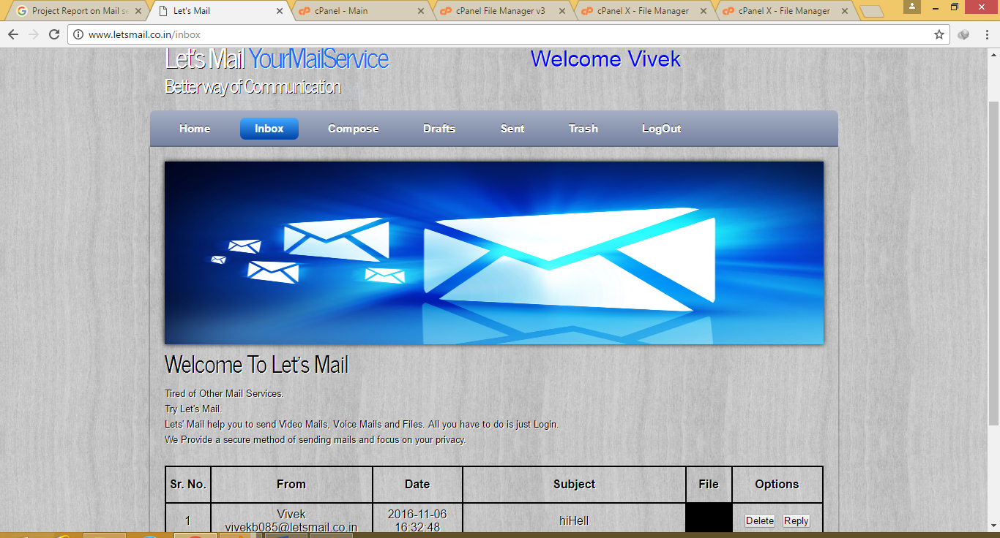 Project Report on Mail se
Let's Mail
cPanel - Main
cPanel File Manager v3
cPanel X - File Manager
cPanel X - File Manager
www.letsmail.co.in/inbox
Let's Mail YourMailService
Welcome Vivek
Better way of Communication
Home Inbox Compose Drafts Sent Trash LogOut
Welcome To Let's Mail
Tired of Other Mail Services.
Try Let's Mail.
Lets' Mail help you to send Video Mails, Voice Mails and Files. All you have to do is just Login.
We Provide a secure method of sending mails and focus on your privacy.
Sr. No. From Date Subject File Options
1 Vivek 2016-11-06 hiHell Delete Reply
vivekb085@letsmail.co.in 16:32:48